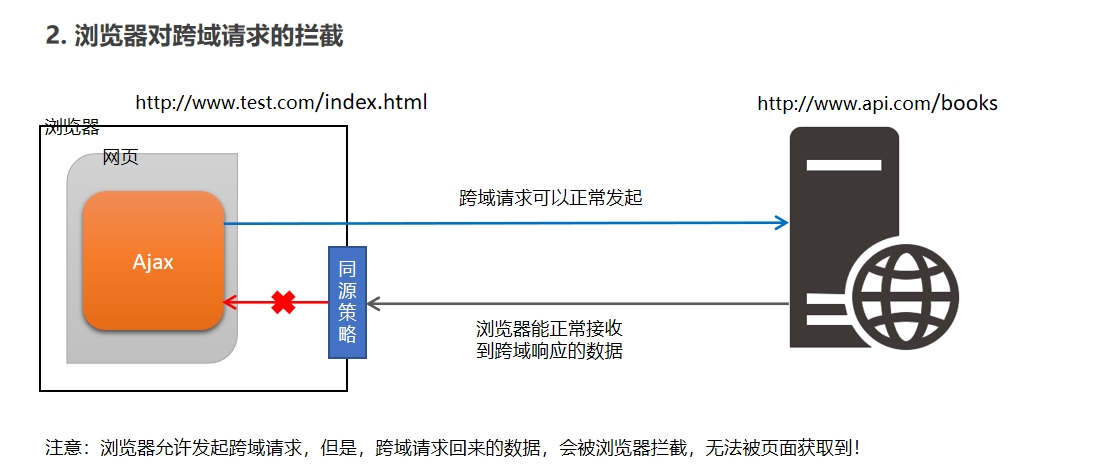 2. 浏览器对跨域请求的拦截
http://www.test.com/index.html
http://www.api.com/books
浏览器
网页
跨域请求可以正常发起
Ajax
同
源
策
略
浏览器能正常接收
到跨域响应的数据
注意：浏览器允许发起跨域请求，但是，跨域请求回来的数据，会被浏览器拦截，无法被页面获取到！